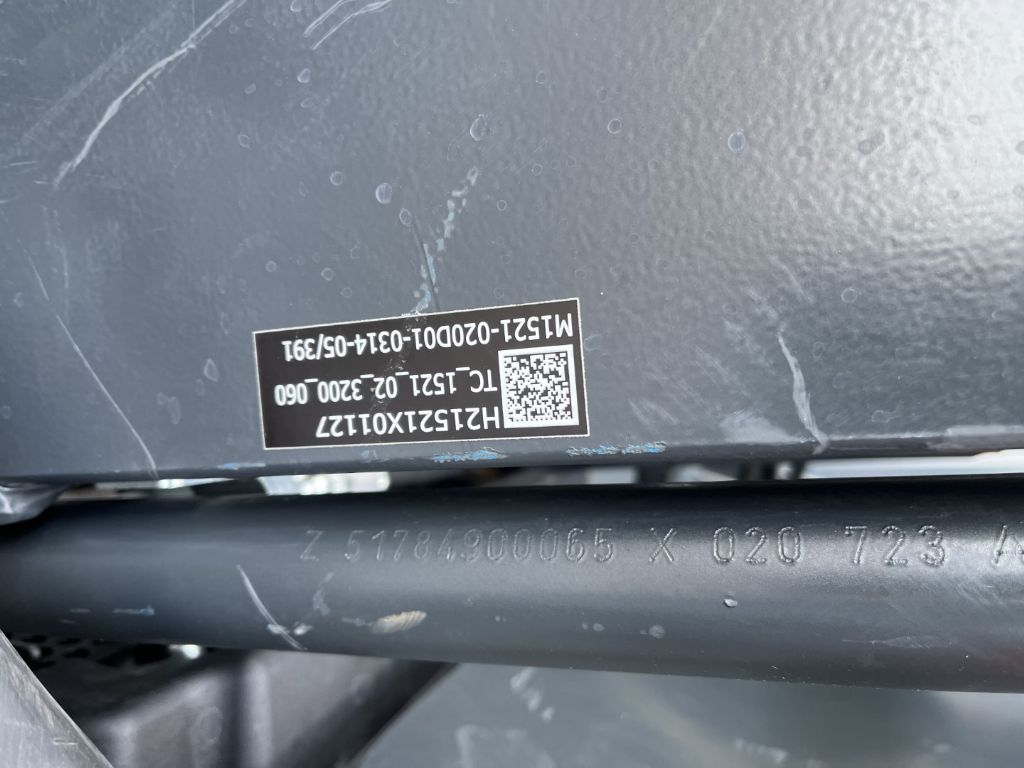 H21521X01127
TC_1521_02_3200_060
M1521-020D01-0314-05/391
Z 51784900065 X 020 723 A